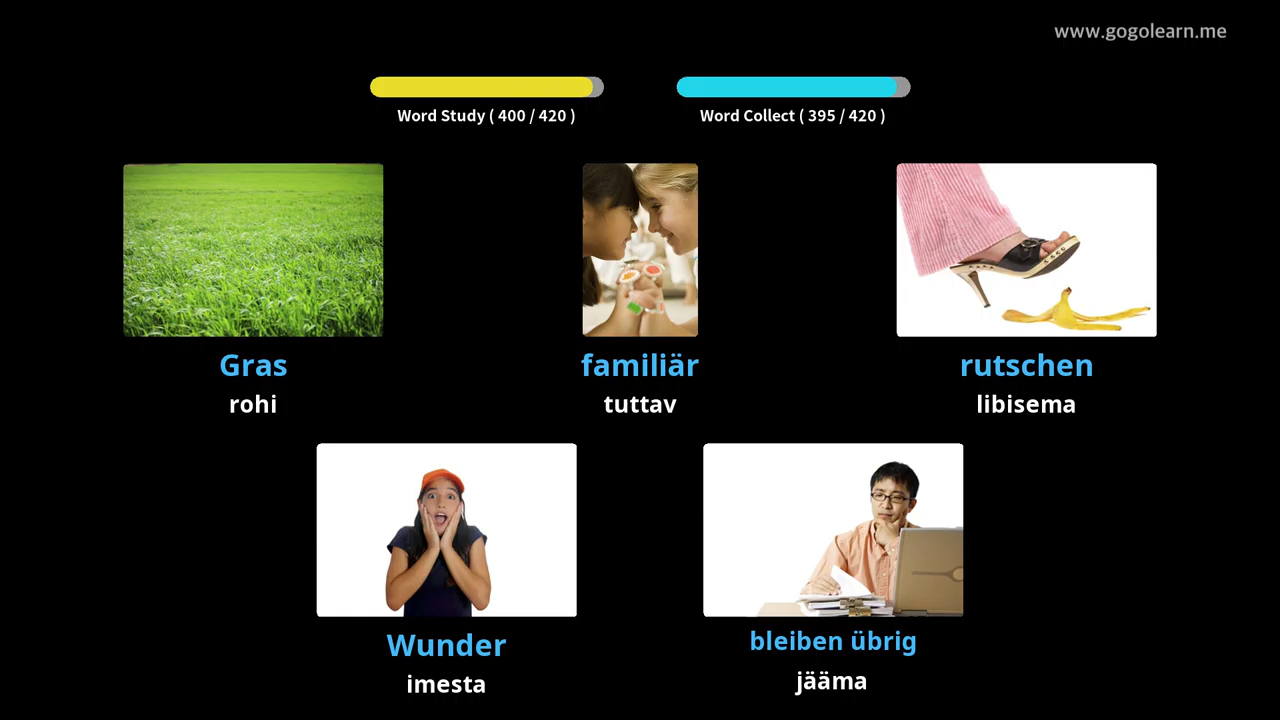 www.gogolearn.me
Word Study ( 400 / 420 )
Word Collect ( 395 / 420 )
Gras
rohi
familiär
tuttav
rutschen
libisema
Wunder
imesta
bleiben übrig
jääma